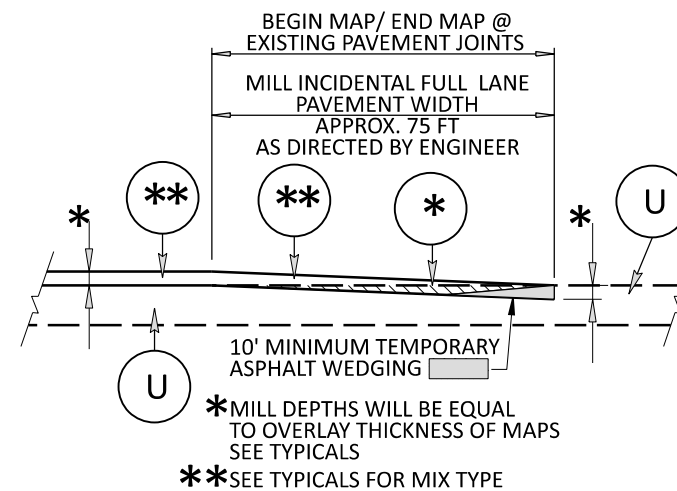 BEGIN MAP/ END MAP @
EXISTING PAVEMENT JOINTS
MILL INCIDENTAL FULL LANE
PAVEMENT WIDTH
APPROX. 75 FT
AS DIRECTED BY ENGINEER
* ** ** * * U
U
10' MINIMUM TEMPORARY
ASPHALT WEDGING
*MILL DEPTHS WILL BE EQUAL
TO OVERLAY THICKNESS OF MAPS
SEE TYPICALS
**SEE TYPICALS FOR MIX TYPE